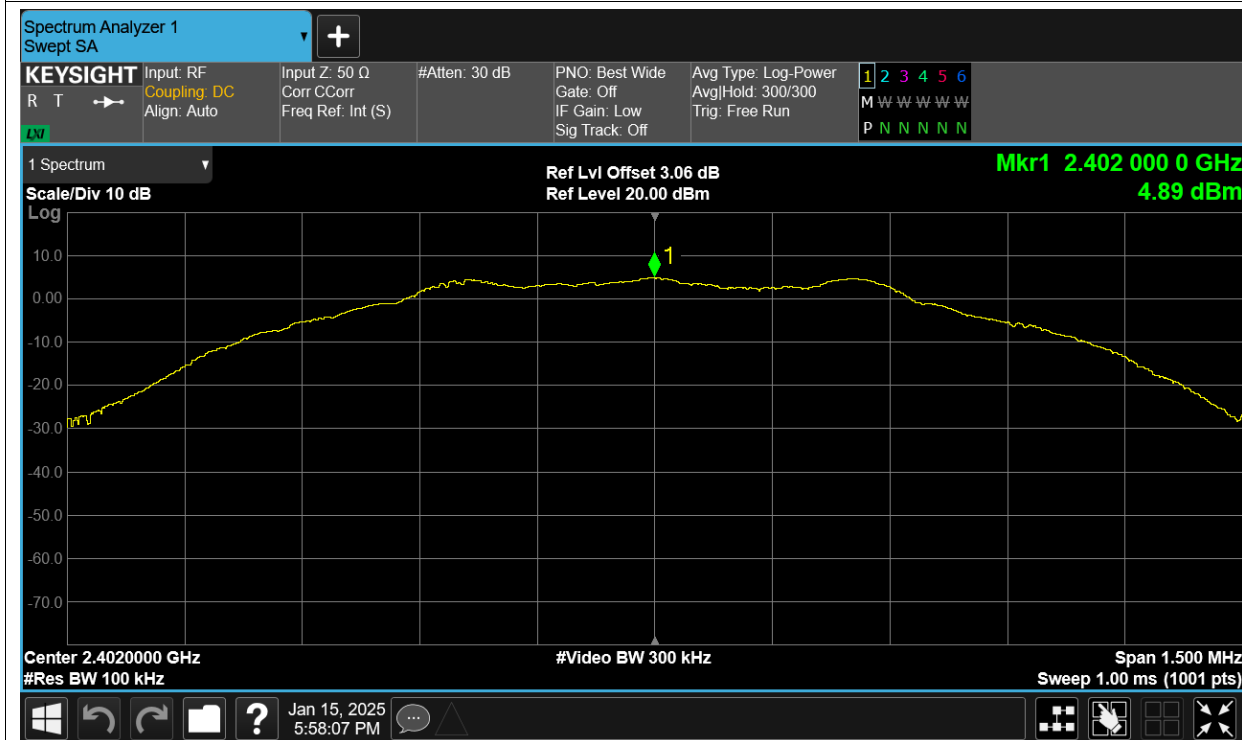 Spectrum Analyzer 1
Swept SA
+
KEYSIGHT
R T
LXI
Input: RF
Coupling: DC
Align: Auto
Input Z: 50 Ω
Corr CCorr
Freq Ref: Int (S)
#Atten: 30 dB
PNO: Best Wide
Gate: Off
IF Gain: Low
Sig Track: Off
Avg Type: Log-Power
Avg|Hold: 300/300
Trig: Free Run
1 2 3 4 5 6
M W W W W W
P N N N N N
1 Spectrum
Scale/Div 10 dB
Log
Ref Lvl Offset 3.06 dB
Ref Level 20.00 dBm
Mkr1 2.402 000 0 GHz
4.89 dBm
1
10.0
0.00
-10.0
-20.0
-30.0
-40.0
-50.0
-60.0
-70.0
Center 2.4020000 GHz
#Res BW 100 kHz
#Video BW 300 kHz
Span 1.500 MHz
Sweep 1.00 ms (1001 pts)
?
Jan 15, 2025
5:58:07 PM